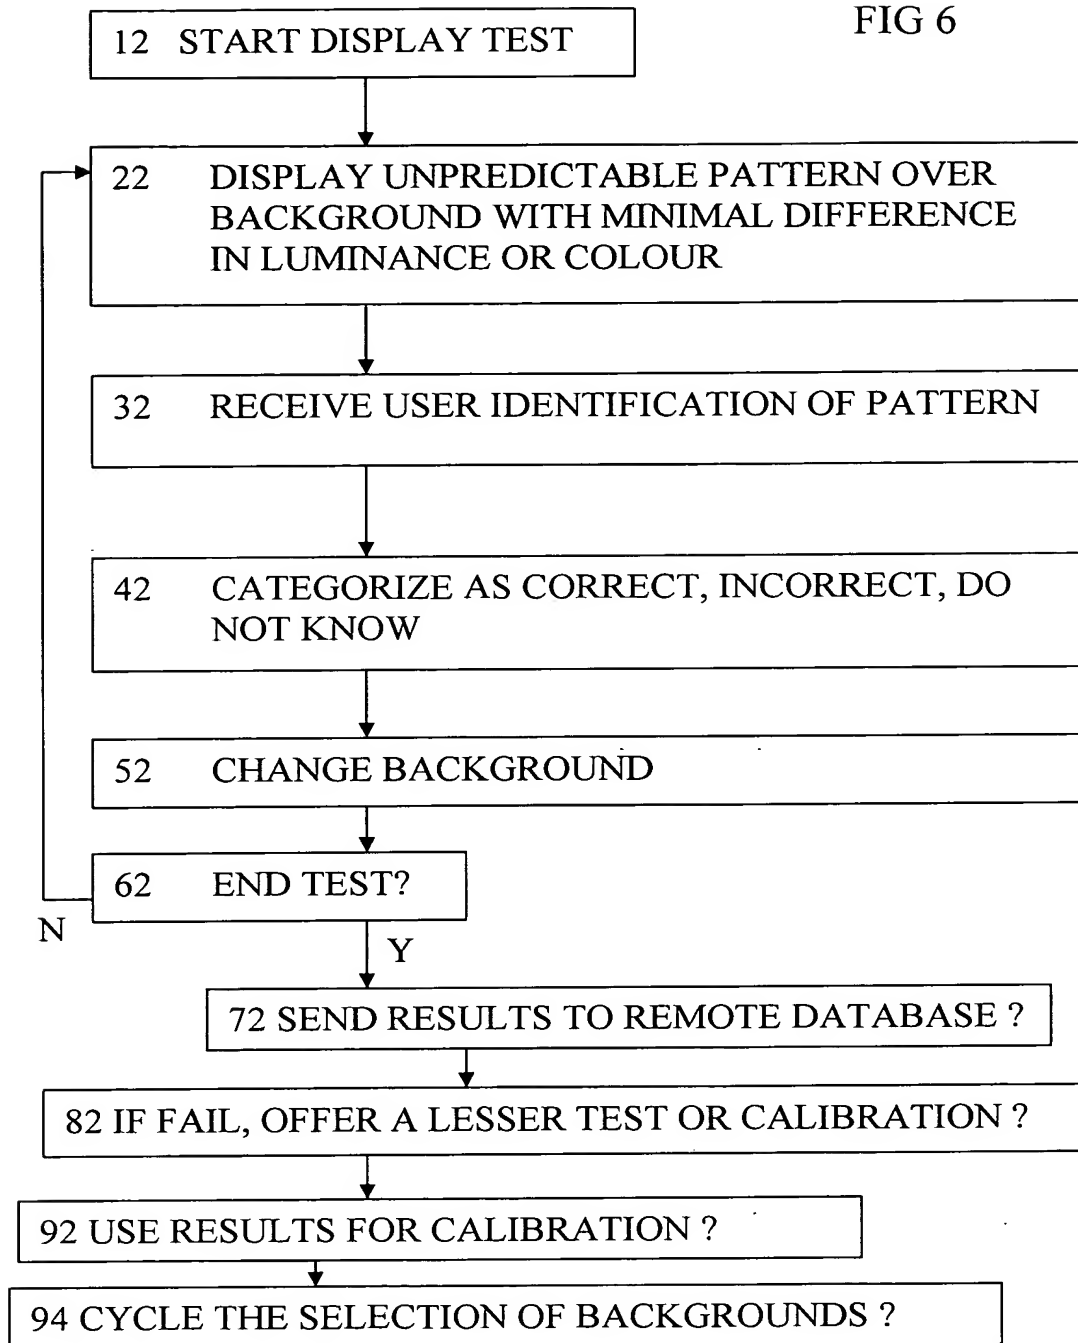 FIG 6
12 START DISPLAY TEST
22 DISPLAY UNPREDICTABLE PATTERN OVER
BACKGROUND WITH MINIMAL DIFFERENCE
IN LUMINANCE OR COLOUR
32 RECEIVE USER IDENTIFICATION OF PATTERN
42 CATEGORIZE AS CORRECT, INCORRECT, DO
NOT KNOW
52 CHANGE BACKGROUND
62 END TEST?
N
Y
72 SEND RESULTS TO REMOTE DATABASE ?
82 IF FAIL, OFFER A LESSER TEST OR CALIBRATION ?
92 USE RESULTS FOR CALIBRATION ?
94 CYCLE THE SELECTION OF BACKGROUNDS ?